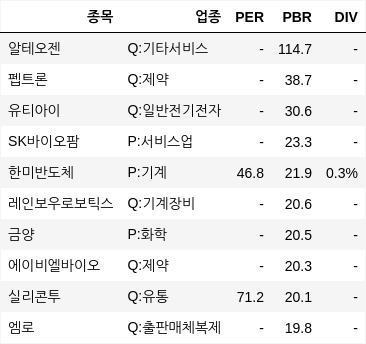 종목 업종 PER PBR DIV
알테오젠 Q:기타서비스 - 114.7 -
펩트론 Q:제약 - 38.7 -
유티아이 Q:일반전기전자 - 30.6 -
SK바이오팜 P:서비스업 - 23.3 -
한미반도체 P:기계 46.8 21.9 0.3%
레인보우로보틱스 Q:기계장비 - 20.6 -
금양 P:화학 - 20.5 -
에이비엘바이오 Q:제약 - 20.3 -
실리콘투 Q:유통 71.2 20.1 -
엠로 Q:출판매체복제 - 19.8 -